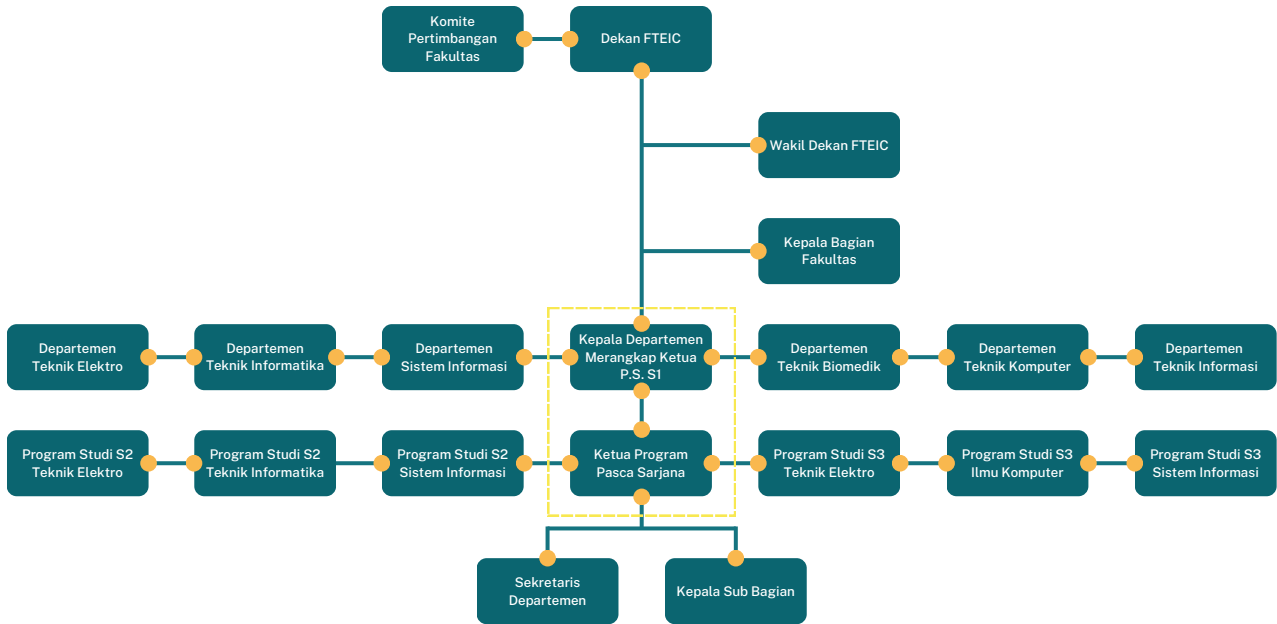 Komite
Pertimbangan
Fakultas
Dekan FTEIC
Wakil Dekan FTEIC
Kepala Bagian
Fakultas
Departemen
Teknik Elektro
Departemen
Teknik Informatika
Departemen
Sistem Informasi
Kepala Departemen
Merangkap Ketua
P.S. S1
Departemen
Teknik Biomedik
Departemen
Teknik Komputer
Departemen
Teknik Informasi
Program Studi S2
Teknik Elektro
Program Studi S2
Teknik Informatika
Program Studi S2
Sistem Informasi
Ketua Program
Pasca Sarjana
Program Studi S3
Teknik Elektro
Program Studi S3
Ilmu Komputer
Program Studi S3
Sistem Informasi
Sekretaris
Departemen
Kepala Sub Bagian